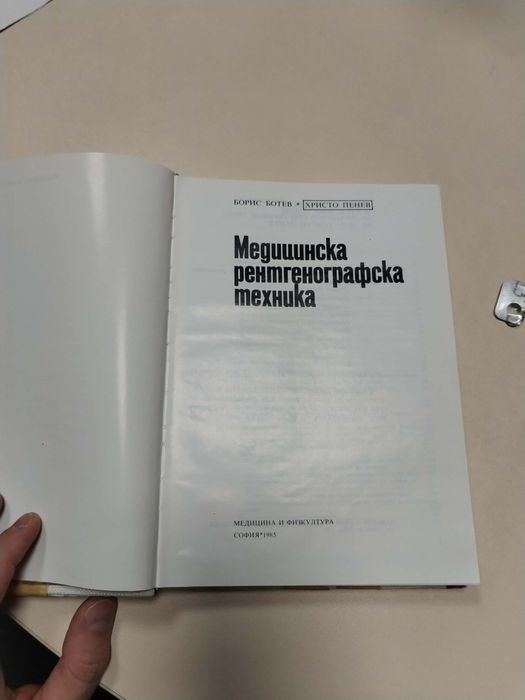 БОРИС БОТЕВ • ХРИСТО ПЕНЕВ
Медицинска
рентгенографска
техника
МЕДИЦИНА И ФИЗКУЛТУРА
СОФИЯ•1985